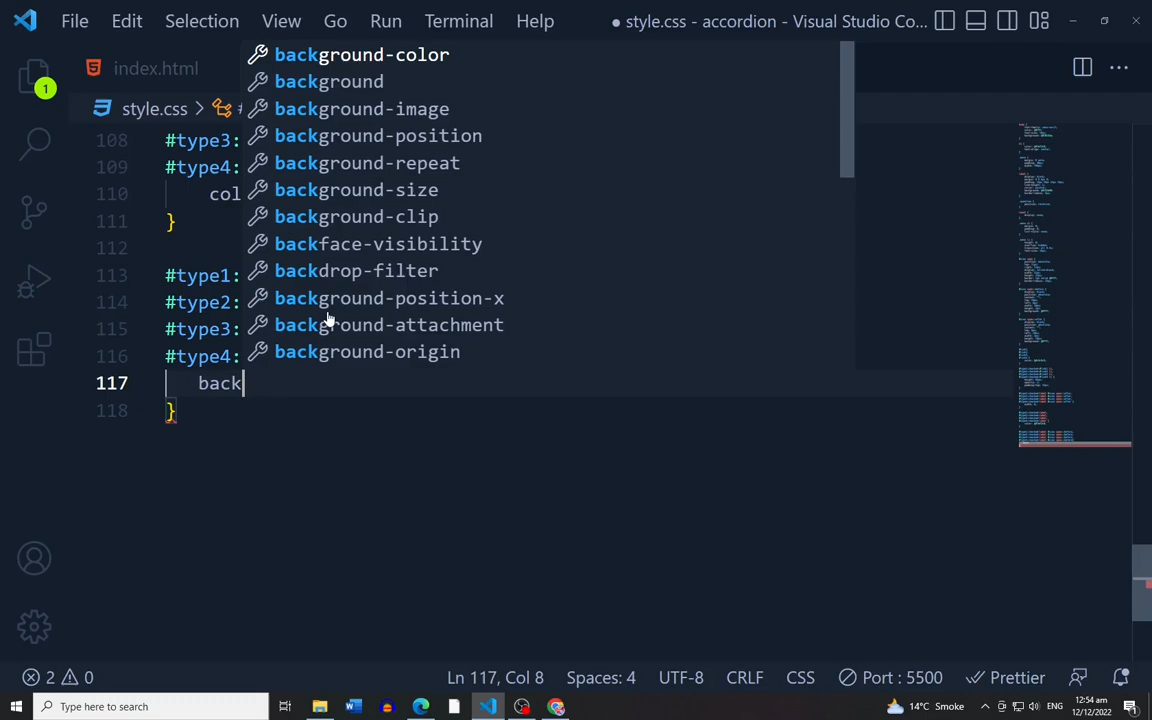 File Edit Selection View Go Run Terminal Help ● style.css - accordion - Visual Studio Co...
index.html
style.css > #
108 #type3:
109 #type4:
110 col
111 }
112
113 #type1:
114 #type2:
115 #type3:
116 #type4:
117 back
118 }
background-color
background
background-image
background-position
background-repeat
background-size
background-clip
backface-visibility
backdrop-filter
background-position-x
background-attachment
background-origin
1
2 0 Ln 117, Col 8 Spaces: 4 UTF-8 CRLF CSS Port : 5500 Prettier
Type here to search 14°C Smoke ENG 12:54 am
12/12/2022 1